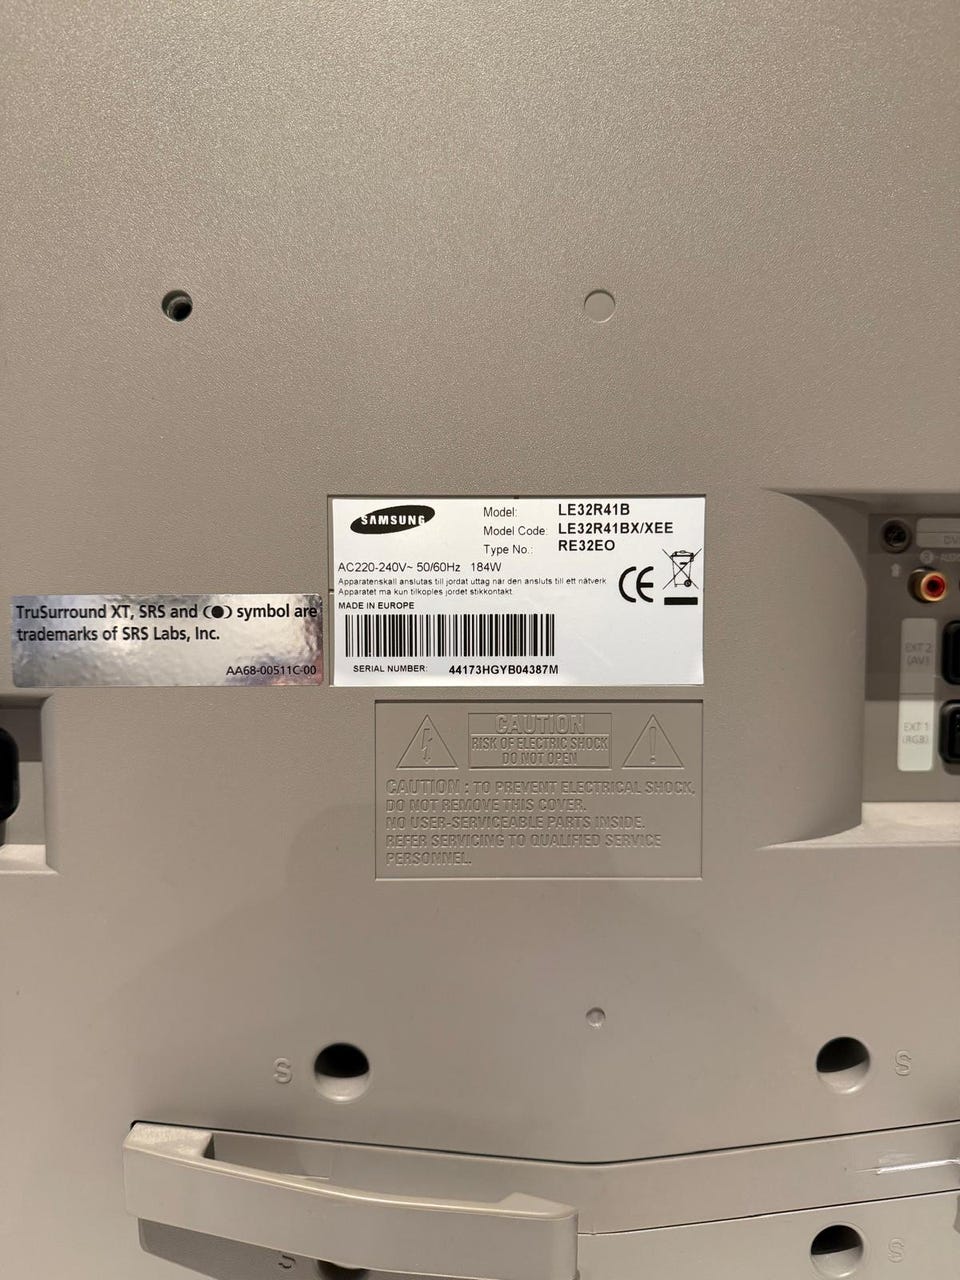 SAMSUNG
Model: LE32R41B
Model Code: LE32R41BX/XEE
Type No.: RE32EO
AC220-240V~ 50/60Hz 184W
Apparatenskall anslutas till jordat uttag när den ansluts till ett nätverk
Apparatet ma kun tilkoples jordet stikkontakt.
MADE IN EUROPE
SERIAL NUMBER: 44173HGYB04387M
CE
TruSurround XT, SRS and symbol are
trademarks of SRS Labs, Inc.
AA68-00511C-00
CAUTION
RISK OF ELECTRIC SHOCK
DO NOT OPEN
CAUTION : TO PREVENT ELECTRICAL SHOCK,
DO NOT REMOVE THIS COVER.
NO USER-SERVICEABLE PARTS INSIDE.
REFER SERVICING TO QUALIFIED SERVICE
PERSONNEL.
EXT 2
(AV)
EXT 1
(RGB)
S
S
S
S